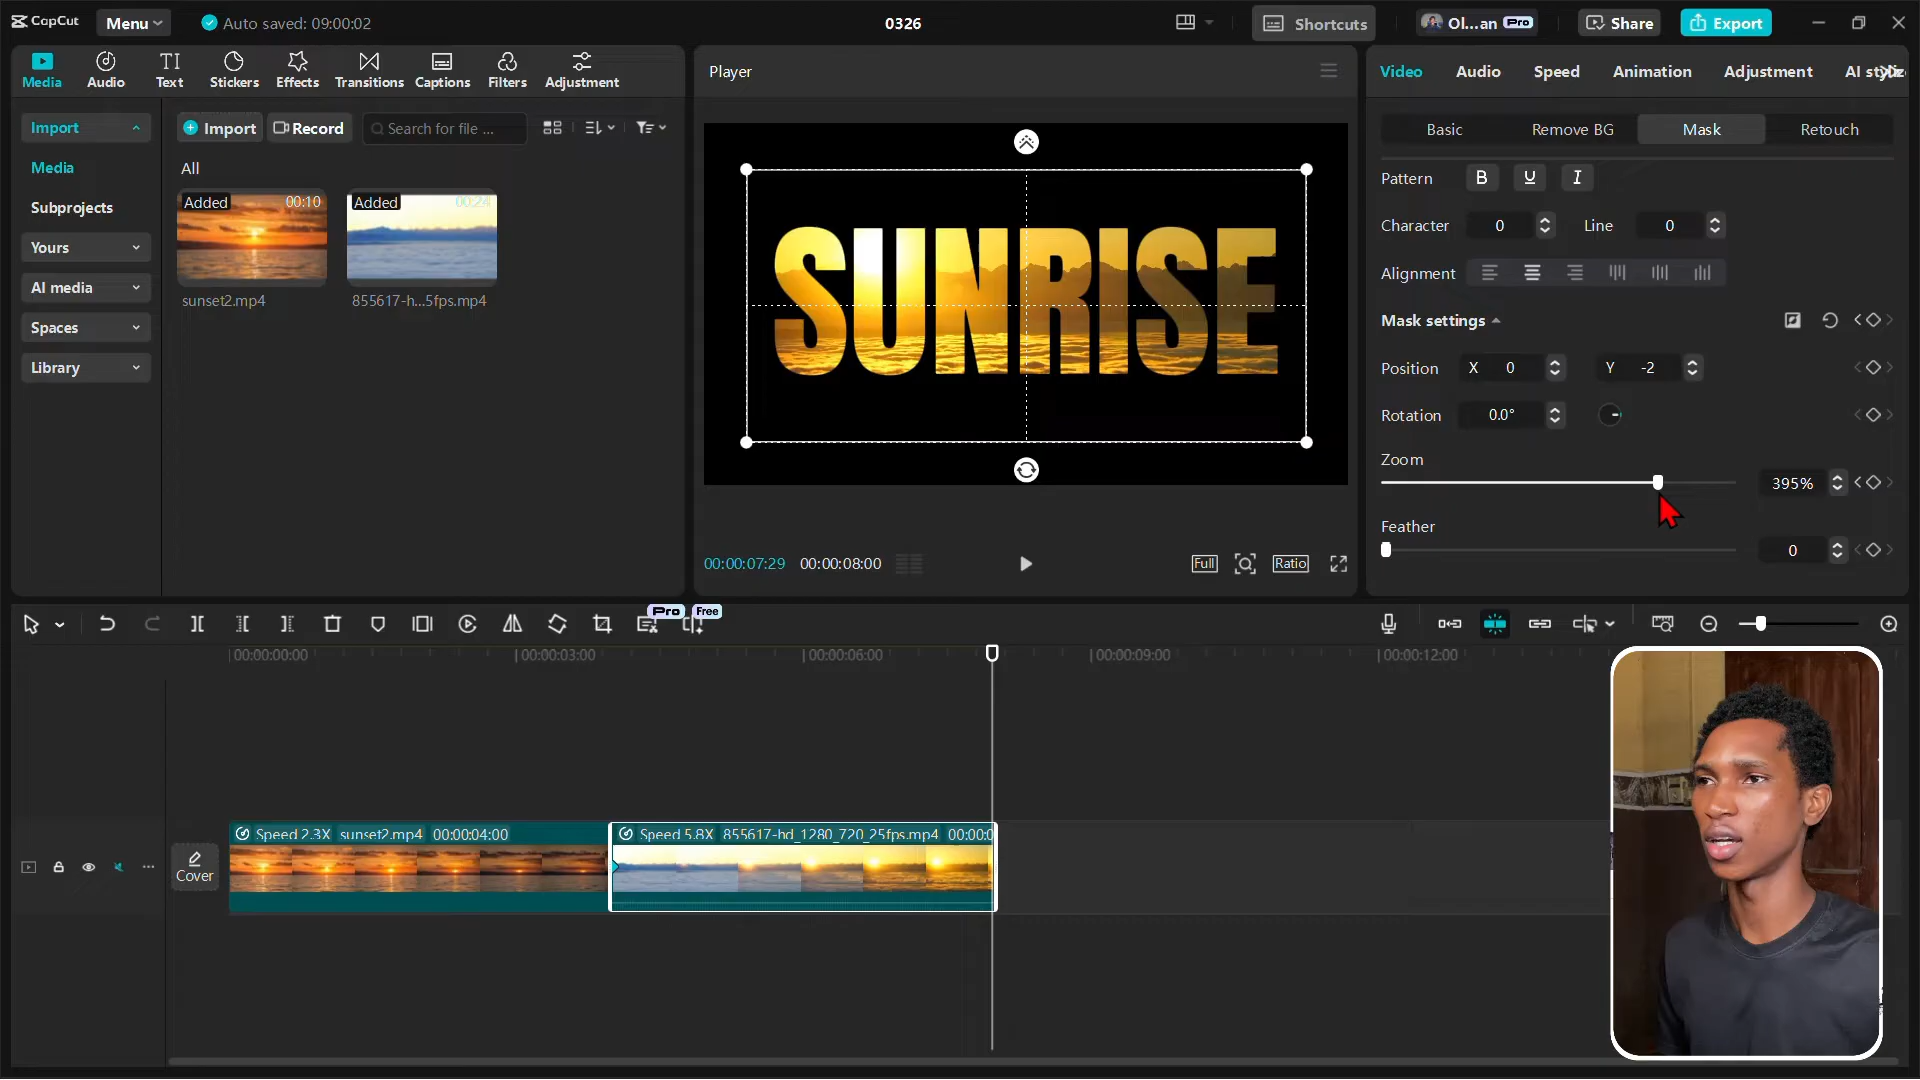 CapCut Menu Auto saved: 09:00:02 0326 Shortcuts Ol...an Pro Share Export
Media Audio Text Stickers Effects Transitions Captions Filters Adjustment
Import
Media
Subprojects
Yours
AI media
Spaces
Library
Import Record Search for file ...
All
Added 00:10
Added 00:24
sunset2.mp4
855617-h...5fps.mp4
Player
SUNRISE
00:00:07:29 00:00:08:00 Full Ratio
Video Audio Speed Animation Adjustment
Basic Remove BG Mask Retouch
Pattern B U I
Character 0 Line 0
Alignment
Mask settings
Position X 0 Y -2
Rotation 0.0°
Zoom
395%
Feather
0
Pro Free
00:00:00:00 00:00:03:00 00:00:06:00 00:00:09:00 00:00:12:00
Cover
Speed 2.3X sunset2.mp4 00:00:04:00
Speed 5.8X 855617-hd_1280_720_25fps.mp4 00:00:0